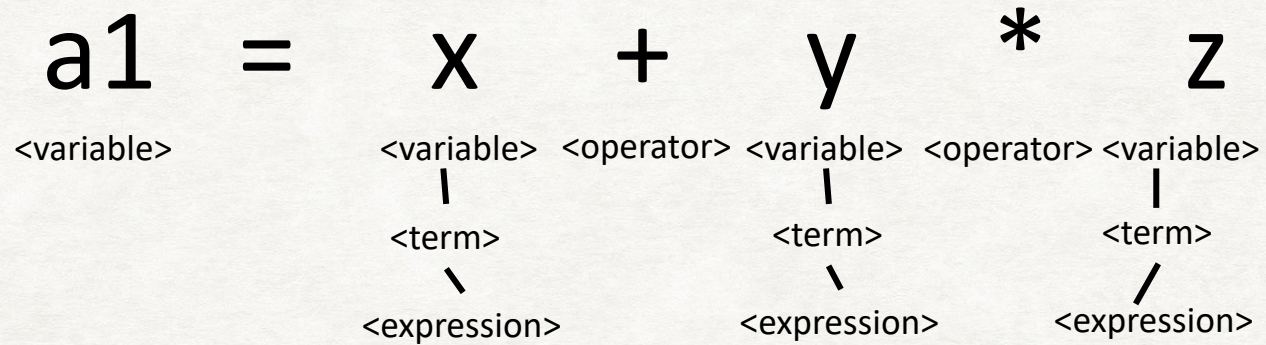 a1 = x + y * z
<variable> <variable> <operator> <variable> <operator> <variable>
<term> <term> <term>
<expression> <expression> <expression>